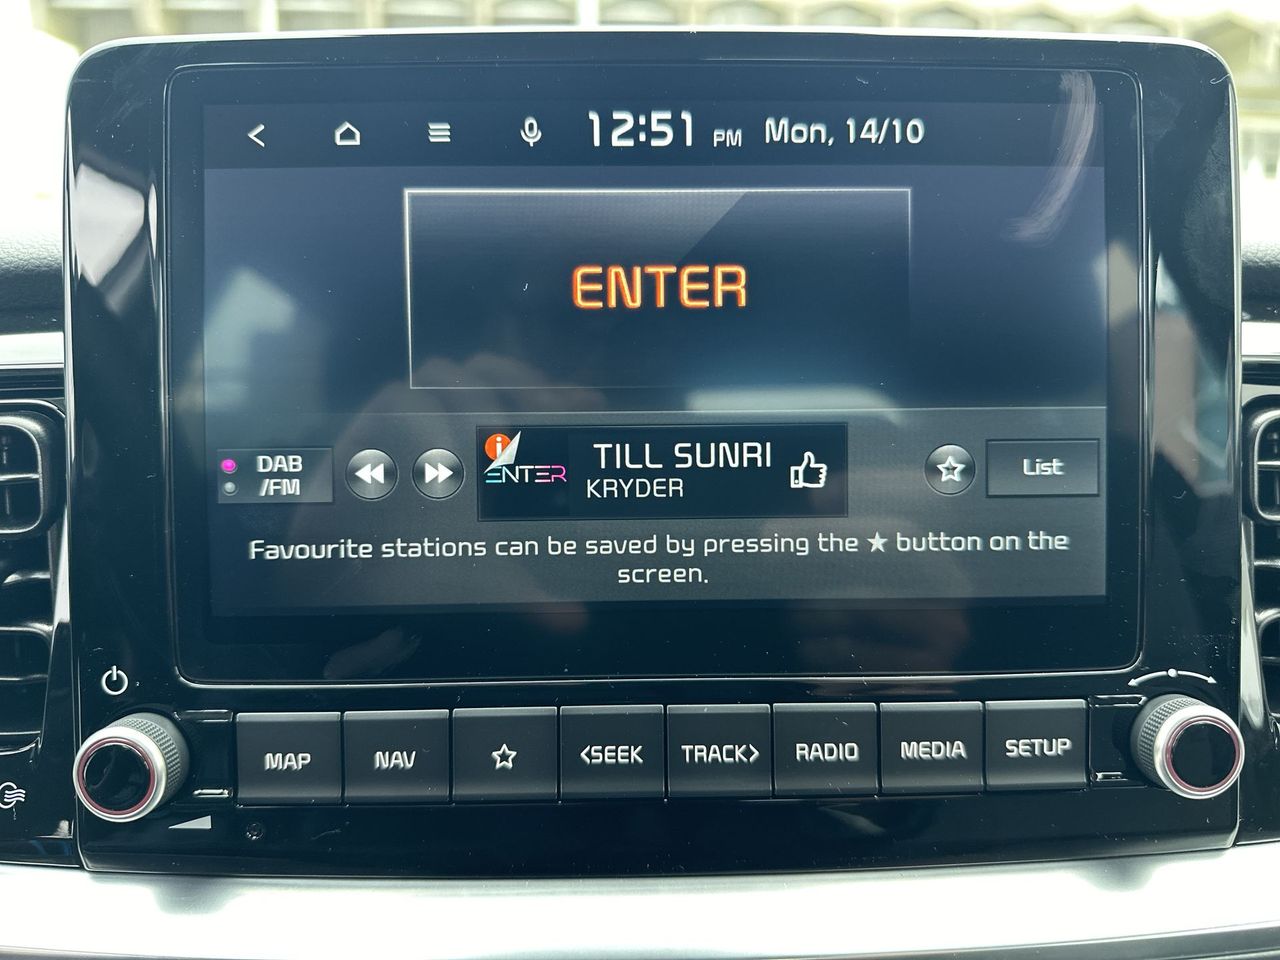 12:51 PM Mon, 14/10
ENTER
DAB
/FM
i
ENTER
TILL SUNRI
KRYDER
List
Favourite stations can be saved by pressing the ★ button on the
screen.
MAP NAV ☆ <SEEK TRACK> RADIO MEDIA SETUP